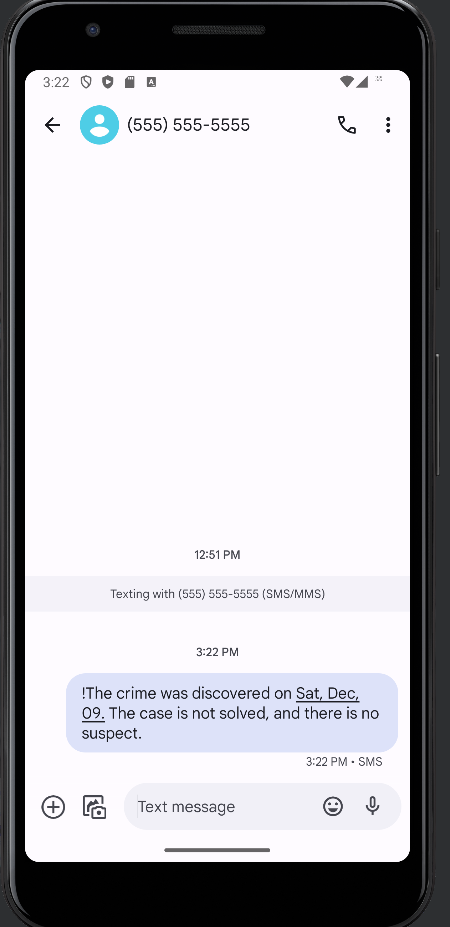 3:22
(555) 555-5555
12:51 PM
Texting with (555) 555-5555 (SMS/MMS)
3:22 PM
!The crime was discovered on Sat, Dec,
09. The case is not solved, and there is no
suspect.
3:22 PM • SMS
Text message